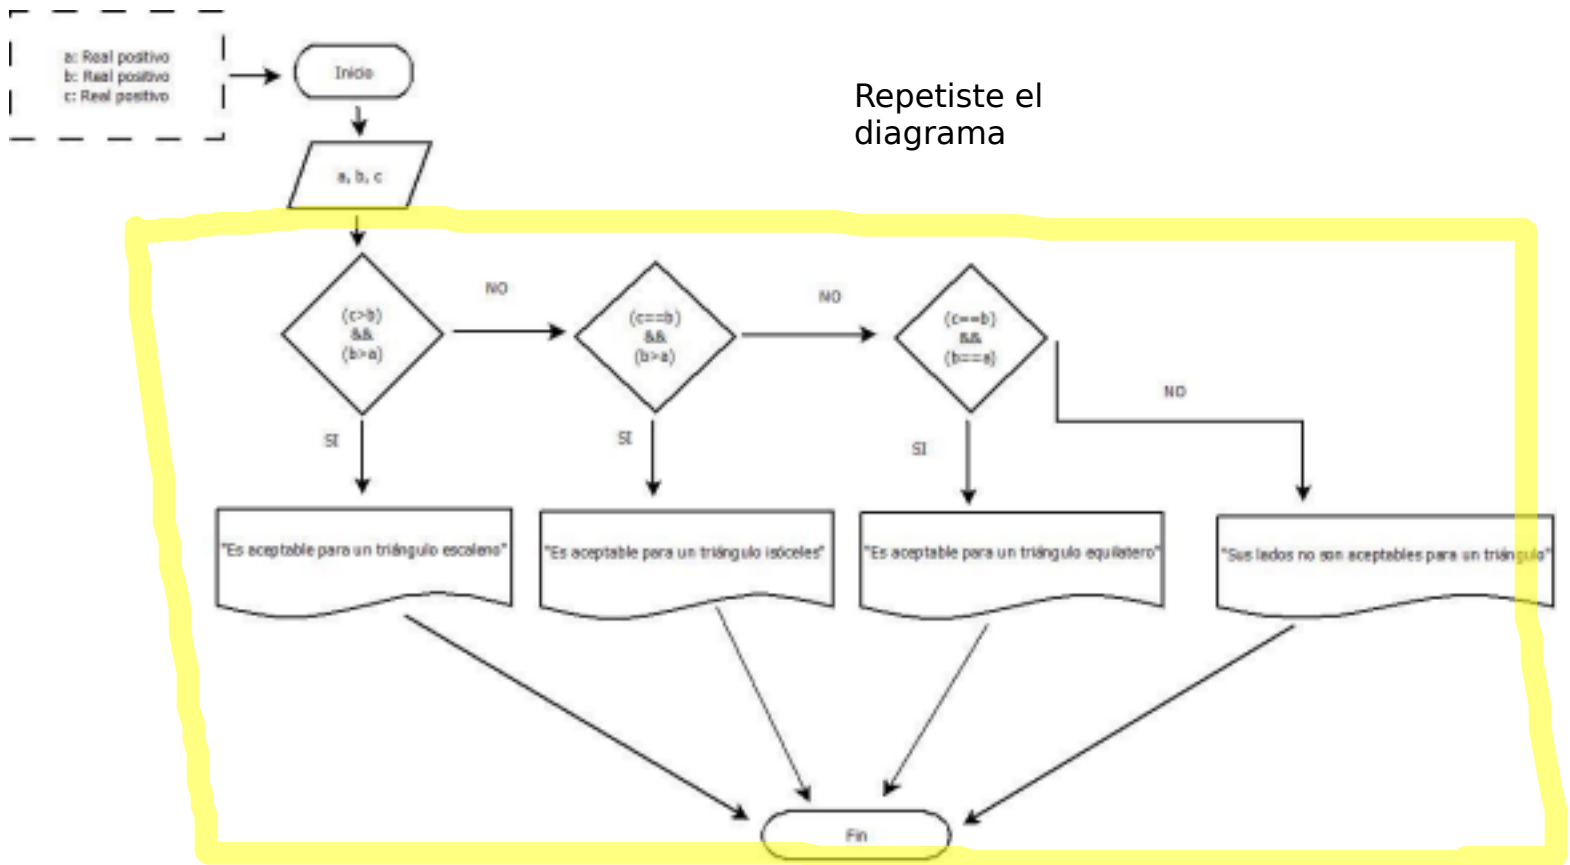 a: Real positivo
b: Real positivo
c: Real positivo
Inicio
Repetiste el
diagrama
a, b, c
(c>b)
&&
(b>a)
NO
(c==b)
&&
(b>a)
NO
(c==b)
&&
(b==a)
NO
SI
SI
SI
"Es aceptable para un triángulo escaleno"
"Es aceptable para un triángulo isóceles"
"Es aceptable para un triángulo equilatero"
"Sus lados no son aceptables para un triángulo"
Fin